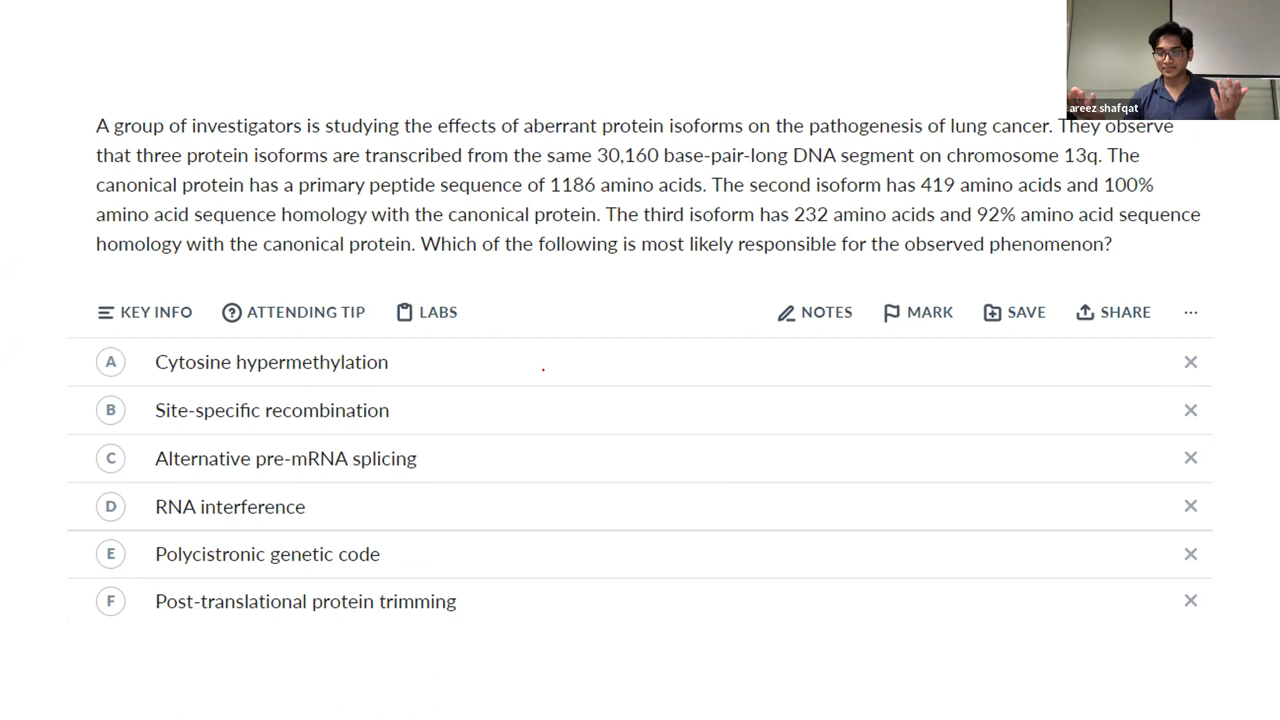 areez shafqat
A group of investigators is studying the effects of aberrant protein isoforms on the pathogenesis of lung cancer. They observe
that three protein isoforms are transcribed from the same 30,160 base-pair-long DNA segment on chromosome 13q. The
canonical protein has a primary peptide sequence of 1186 amino acids. The second isoform has 419 amino acids and 100%
amino acid sequence homology with the canonical protein. The third isoform has 232 amino acids and 92% amino acid sequence
homology with the canonical protein. Which of the following is most likely responsible for the observed phenomenon?
KEY INFO ATTENDING TIP LABS NOTES MARK SAVE SHARE ...
A Cytosine hypermethylation
B Site-specific recombination
C Alternative pre-mRNA splicing
D RNA interference
E Polycistronic genetic code
F Post-translational protein trimming